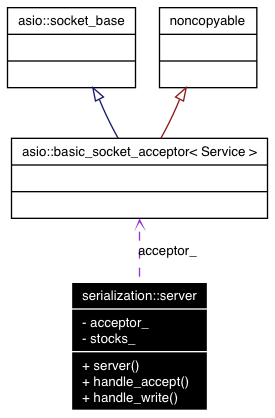 asio::socket_base
noncopyable
asio::basic_socket_acceptor< Service >
acceptor_
serialization::server
- acceptor_
- stocks_
+ server()
+ handle_accept()
+ handle_write()